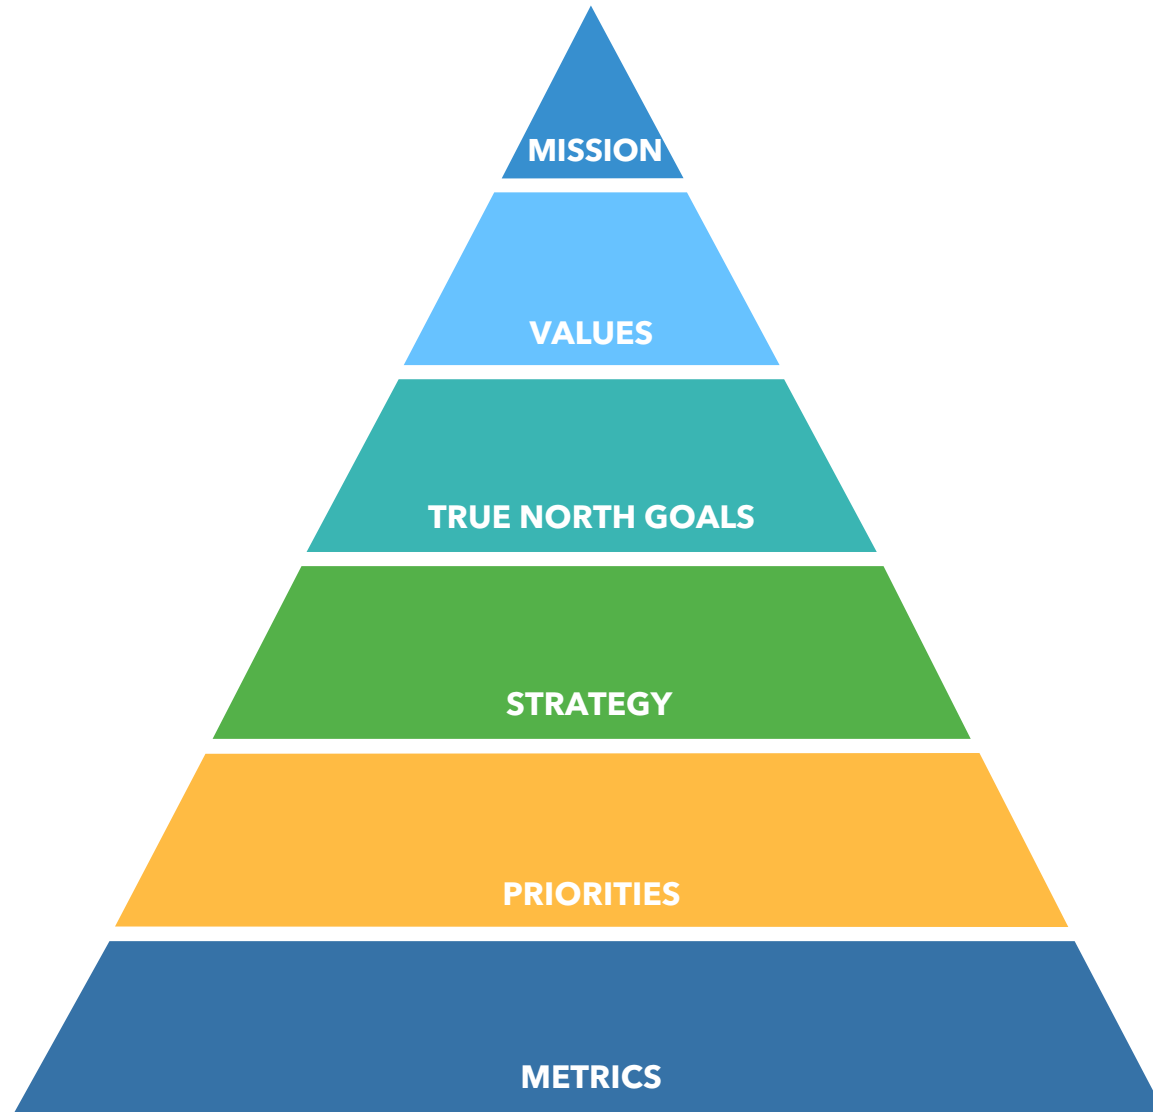 MISSION
VALUES
TRUE NORTH GOALS
STRATEGY
PRIORITIES
METRICS